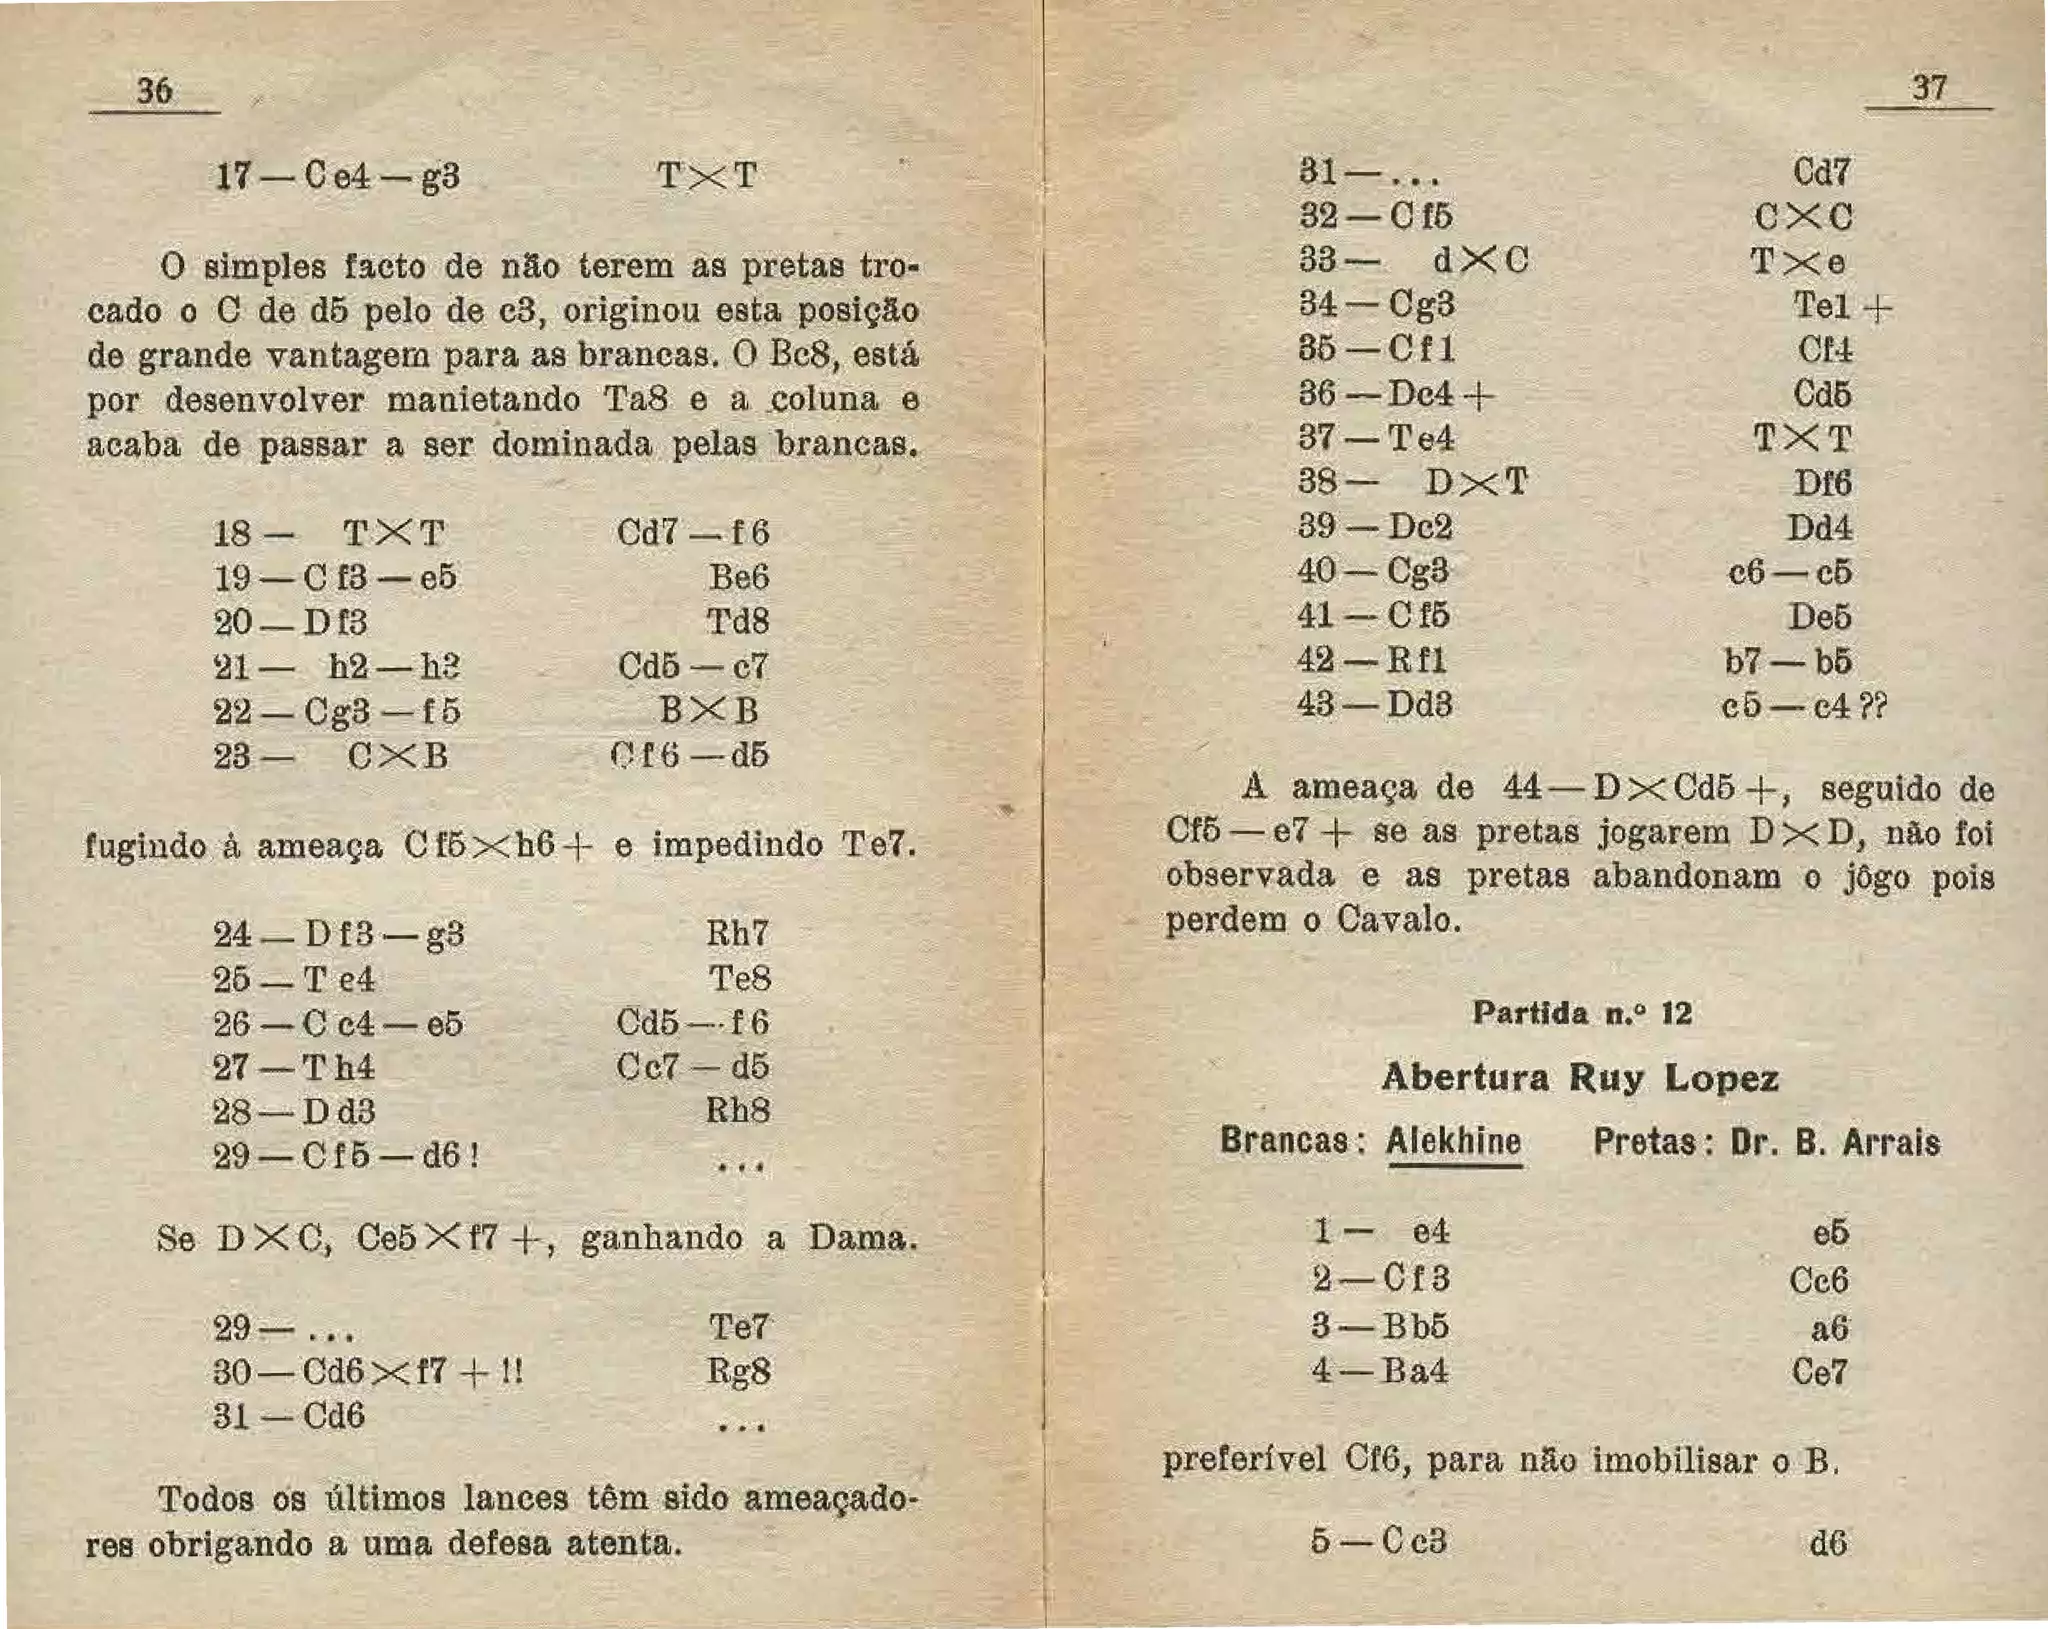 36
17 — C e4 — g3 T × T
O simples facto de não terem as pretas tro-
cado o C de d5 pelo de c3, originou esta posição
de grande vantagem para as brancas. O Bc8, está
por desenvolver manietando Ta8 e a coluna e
acaba de passar a ser dominada pelas brancas.
18 — T × T Cd7 — f6
19 — C f3 — e5 Be6
20 — D f3 Td8
21 — h2 — h3 Cd5 — c7
22 — Cg3 — f5 B × B
23 — C × B Cf6 — d5
fugindo à ameaça C f5 × h6 + e impedindo Te7.
24 — D f3 — g3 Rh7
25 — T e4 Te8
26 — C c4 — e5 Cd5 — f6
27 — T h4 Cc7 — d5
28 — D d3 Rh8
29 — C f5 — d6 ! ...
Se D × C, Ce5 × f7 +, ganhando a Dama.
29 — ... Te7
30 — Cd6 × f7 + !! Rg8
31 — Cd6 ...
Todos os últimos lances têm sido ameaçado-
res obrigando a uma defesa atenta.
37
31 — ... Cd7
32 — C f5 C × C
33 — d × C T × e
34 — Cg3 Te1 +
35 — C f1 Cf4
36 — Dc4 + Cd5
37 — T e4 T × T
38 — D × T Df6
39 — Dc2 Dd4
40 — Cg3 c6 — c5
41 — C f5 De5
42 — R f1 b7 — b5
43 — Dd3 c5 — c4 ??
A ameaça de 44 — D × Cd5 +, seguido de
Cf5 — e7 + se as pretas jogarem D × D, não foi
observada e as pretas abandonam o jôgo pois
perdem o Cavalo.
Partida n.º 12
Abertura Ruy Lopez
Brancas: Alekhine Pretas: Dr. B. Arrais
1 — e4 e5
2 — C f3 Cc6
3 — B b5 a6
4 — B a4 Ce7
preferível Cf6, para não imobilisar o B.
5 — C c3 d6